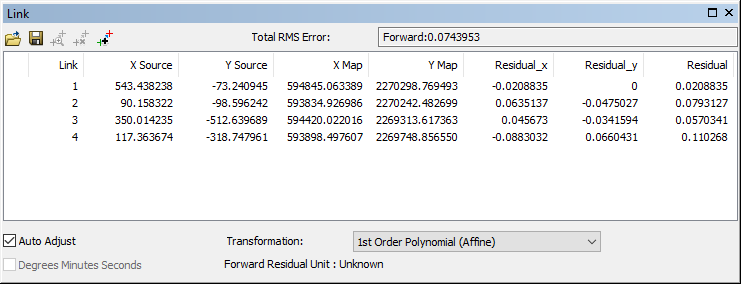 Link
Total RMS Error: Forward:0.0743953
Link X Source Y Source X Map Y Map Residual_x Residual_y Residual
1 543.438238 -73.240945 594845.063389 2270298.769493 -0.0208835 0 0.0208835
2 90.158322 -98.596242 593834.926986 2270242.482699 0.0635137 -0.0475027 0.0793127
3 350.014235 -512.639689 594420.022016 2269313.617363 0.045673 -0.0341594 0.0570341
4 117.363674 -318.747961 593898.497607 2269748.856550 -0.0883032 0.0660431 0.110268
Auto Adjust Transformation: 1st Order Polynomial (Affine)
Degrees Minutes Seconds Forward Residual Unit : Unknown